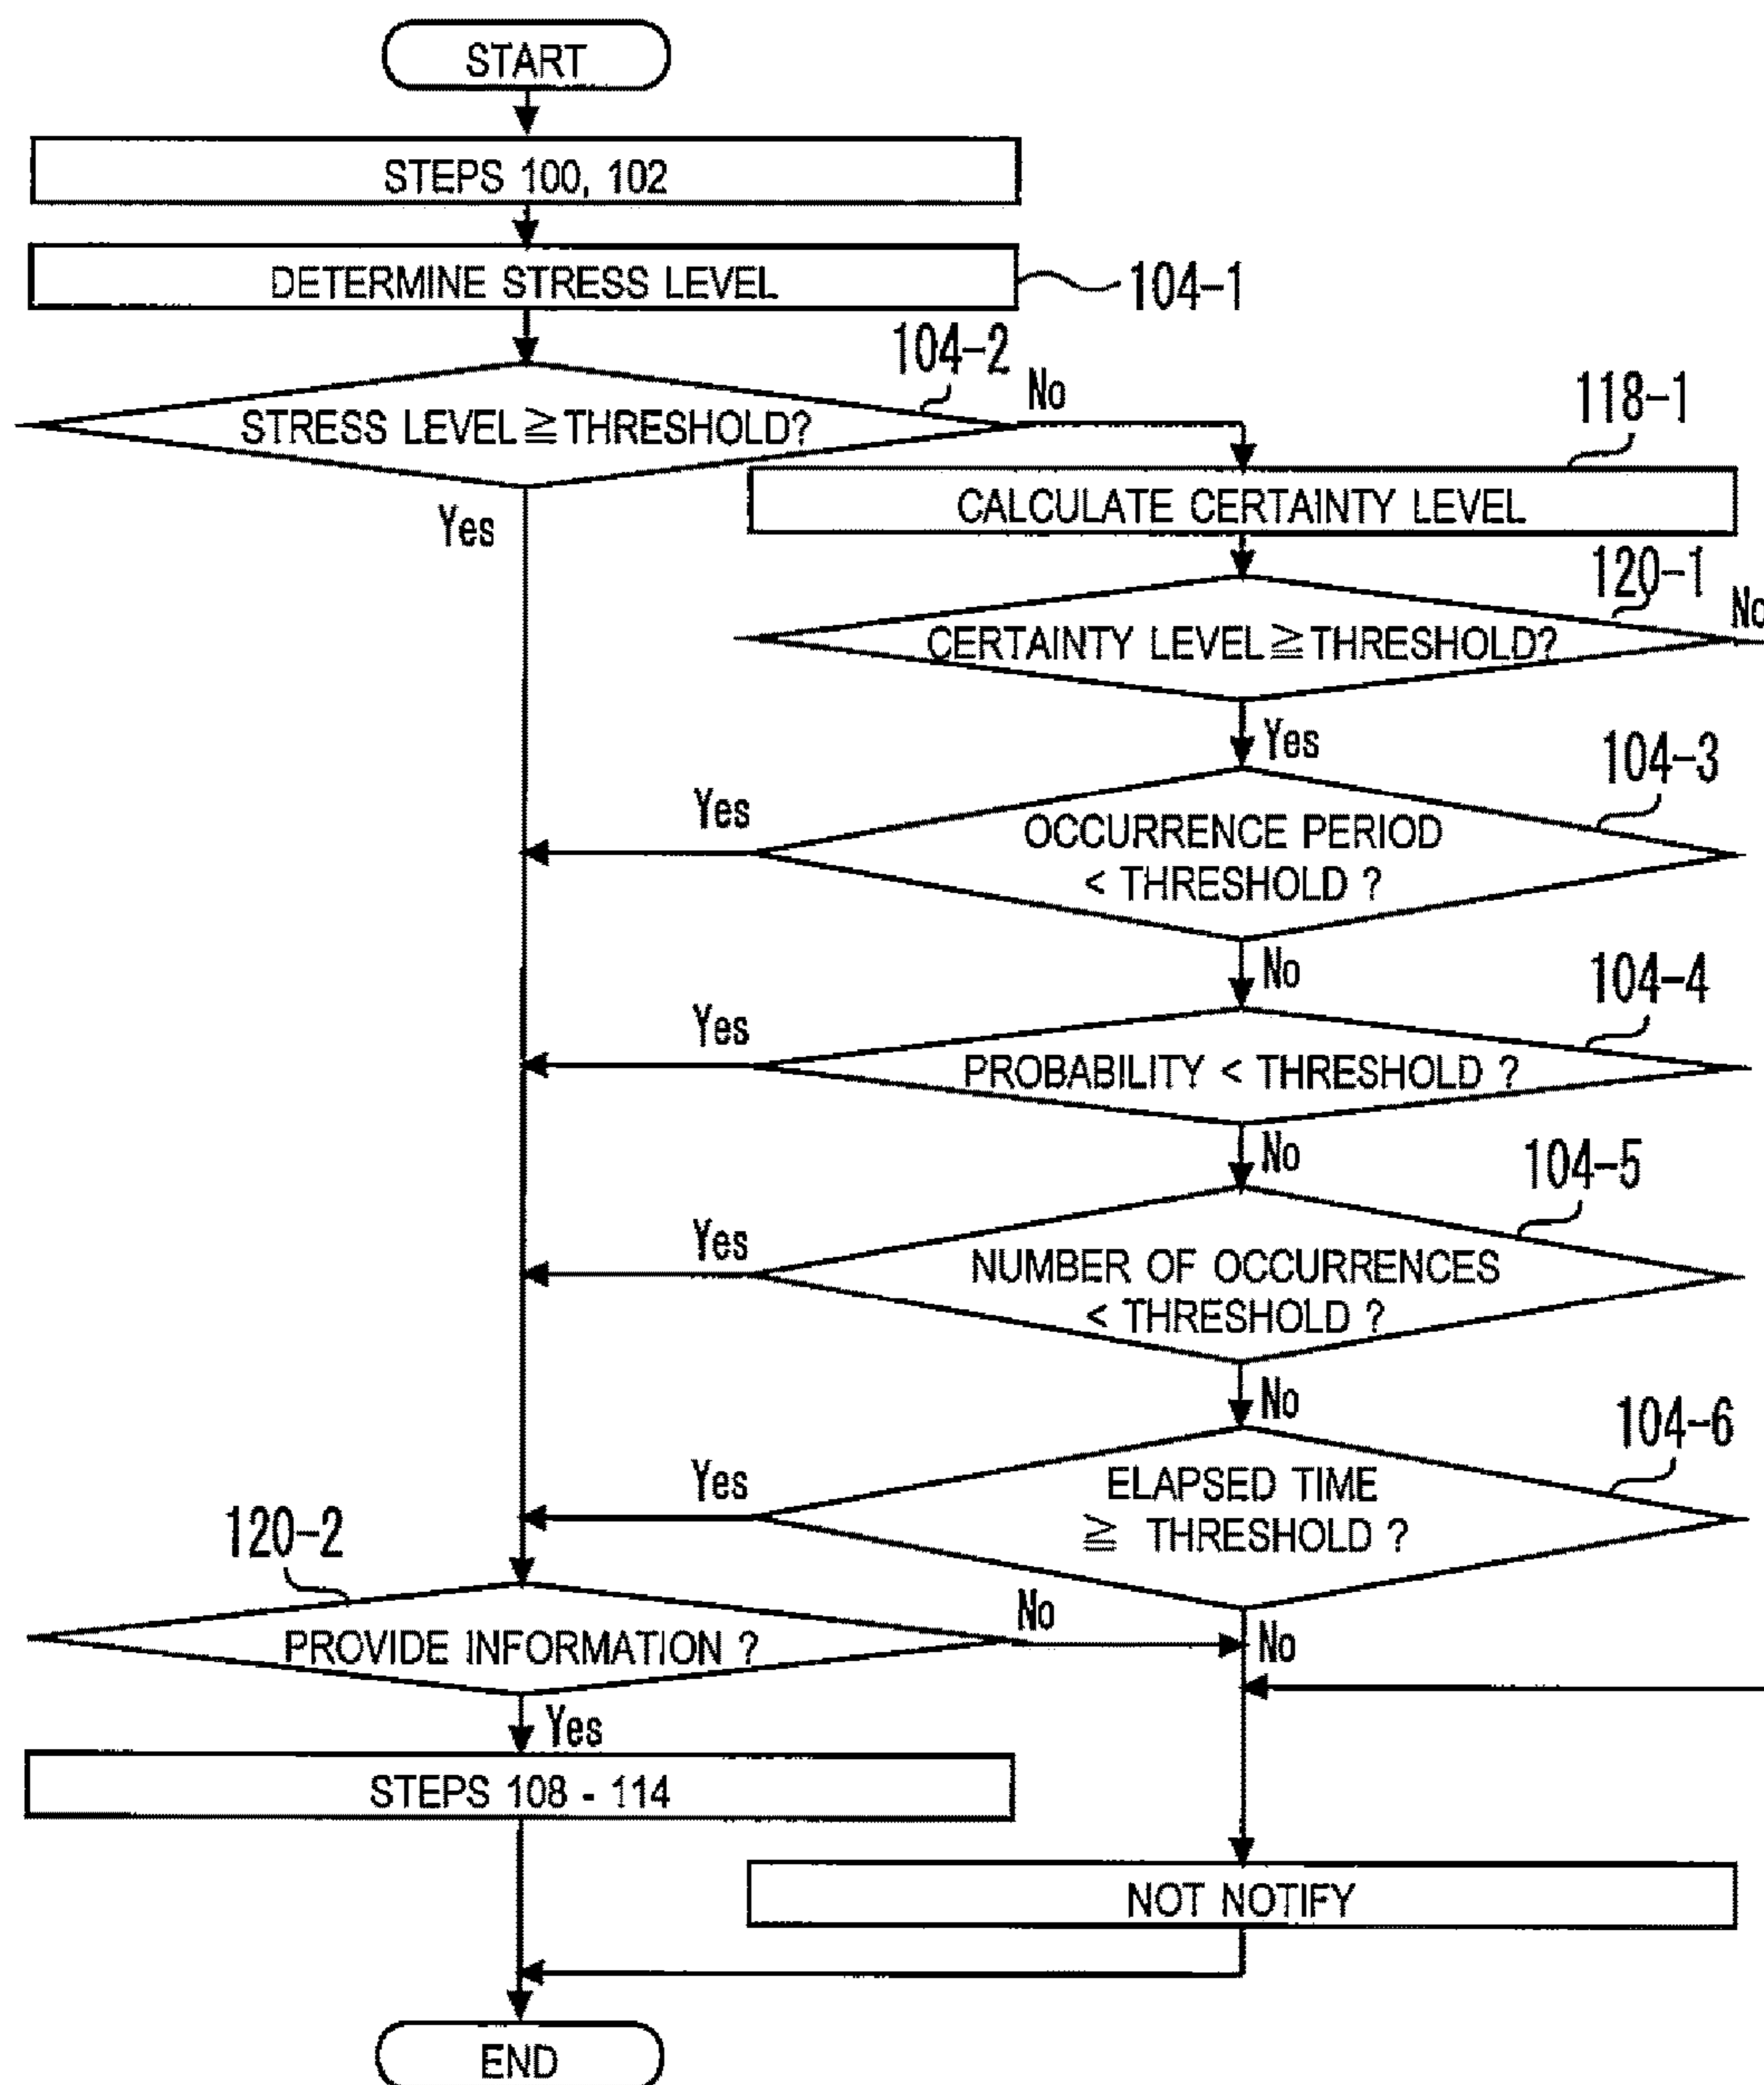 START
STEPS 100, 102
DETERMINE STRESS LEVEL
104-1
104-2
STRESS LEVEL ≧ THRESHOLD?
No
Yes
118-1
CALCULATE CERTAINTY LEVEL
120-1
CERTAINTY LEVEL ≧ THRESHOLD?
No
Yes
104-3
OCCURRENCE PERIOD
< THRESHOLD ?
Yes
No
104-4
PROBABILITY < THRESHOLD ?
Yes
No
104-5
NUMBER OF OCCURRENCES
< THRESHOLD ?
Yes
No
104-6
ELAPSED TIME
≧ THRESHOLD ?
Yes
No
120-2
PROVIDE INFORMATION ?
No
Yes
STEPS 108 - 114
NOT NOTIFY
END